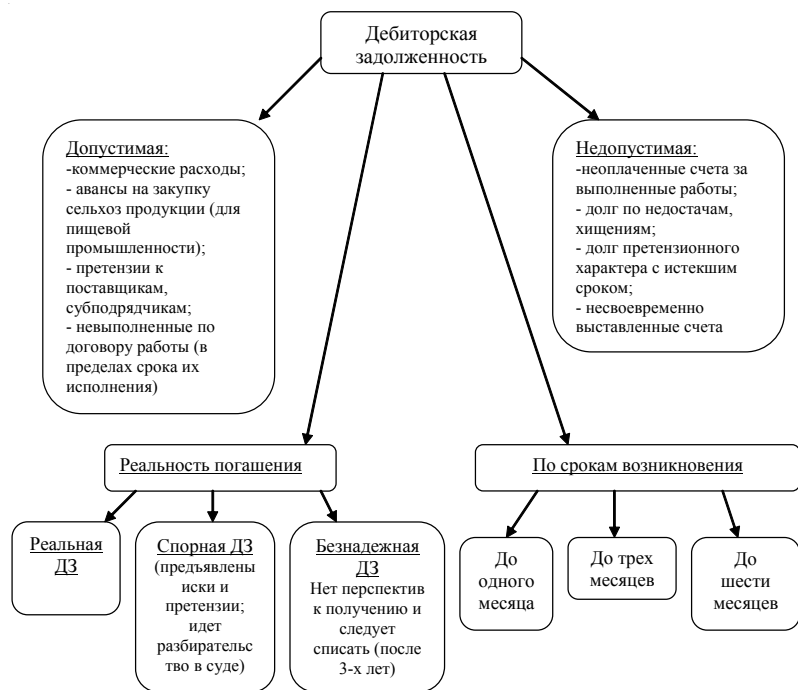 Дебиторская
задолженность
Допустимая:
-коммерческие расходы;
- авансы на закупку
сельхоз продукции (для
пищевой
промышленности);
- претензии к
поставщикам,
субподрядчикам;
- невыполненные по
договору работы (в
пределах срока их
исполнения)
Недопустимая:
-неоплаченные счета за
выполненные работы;
- долг по недостачам,
хищениям;
- долг претензионного
характера с истекшим
сроком;
- несвоевременно
выставленные счета
Реальность погашения
По срокам возникновения
Реальная
ДЗ
Спорная ДЗ
(предъявлены
иски и
претензии;
идет
разбирательс
тво в суде)
Безнадежная
ДЗ
Нет перспектив
к получению и
следует
списать (после
3-х лет)
До
одного
месяца
До трех
месяцев
До
шести
месяцев